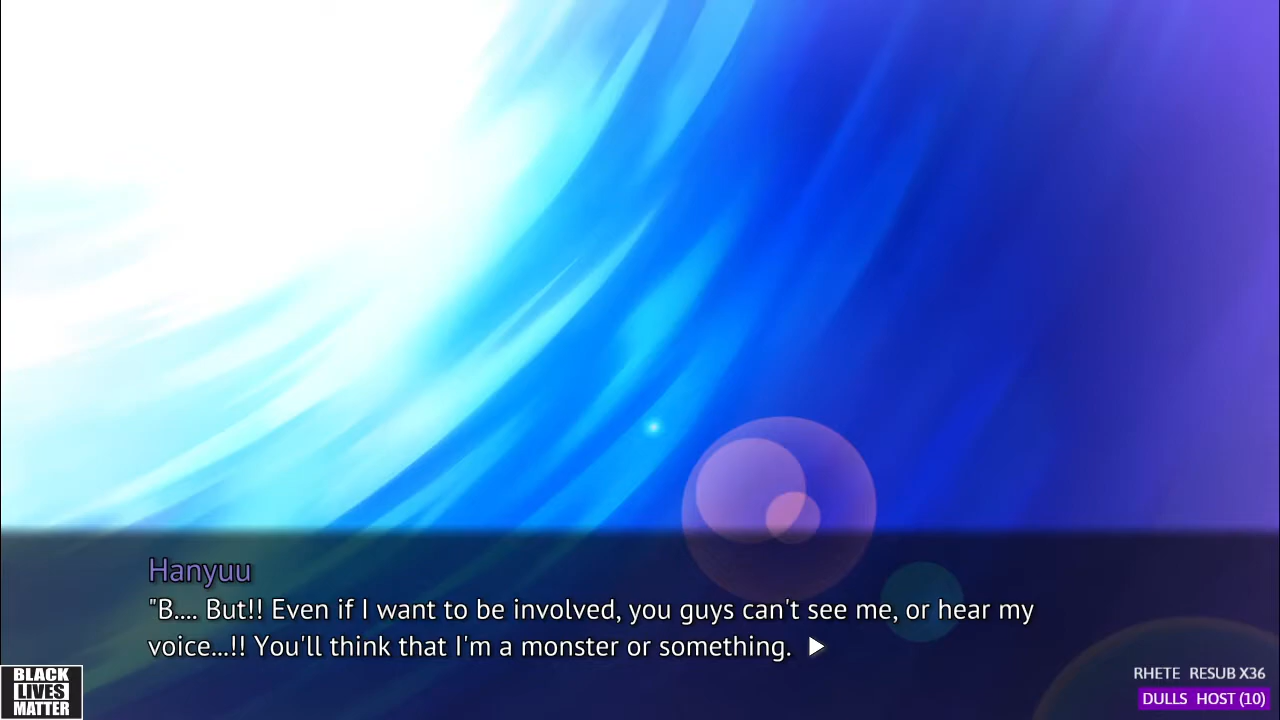 Hanyuu
"B.... But!! Even if I want to be involved, you guys can't see me, or hear my
voice...!! You'll think that I'm a monster or something.
BLACK
LIVES
MATTER
RHETE RESUB X36
DULLS HOST (10)